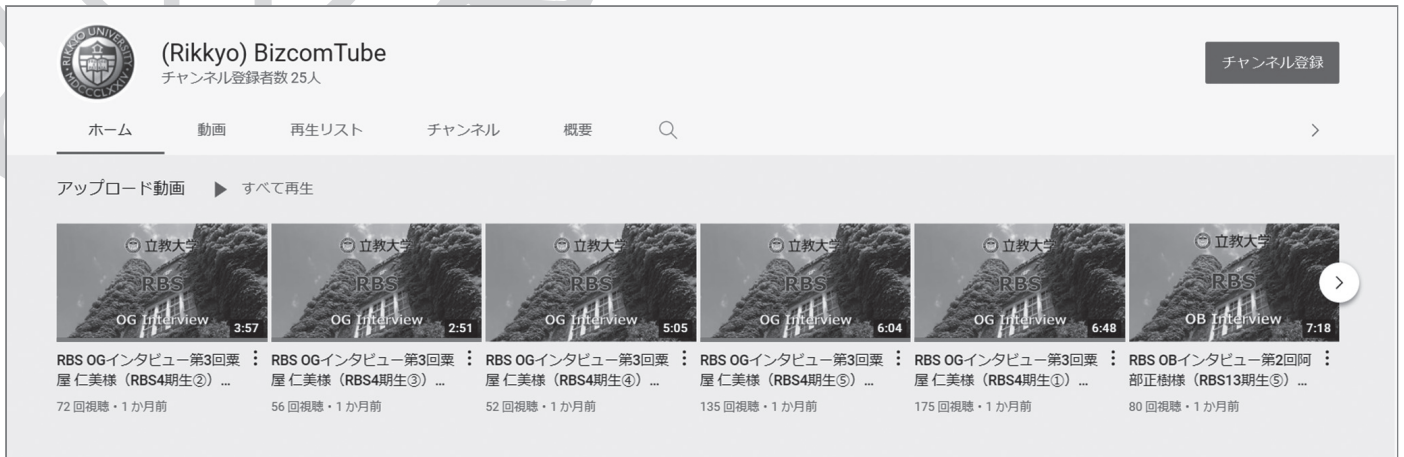 RIKKYO UNIVERSITY
MDCCCLXXIV
(Rikkyo) BizcomTube
チャンネル登録者数 25人
チャンネル登録
ホーム 動画 再生リスト チャンネル 概要
アップロード動画 ▶ すべて再生
立教大学 立教大学 立教大学 立教大学 立教大学 立教大学
RBS RBS RBS RBS RBS RBS
OG Interview OG Interview OG Interview OG Interview OG Interview OB Interview
3:57 2:51 5:05 6:04 6:48 7:18
RBS OGインタビュー第3回粟 RBS OGインタビュー第3回粟 RBS OGインタビュー第3回粟 RBS OGインタビュー第3回粟 RBS OGインタビュー第3回粟 RBS OBインタビュー第2回阿
屋 仁美様（RBS4期生②）... 屋 仁美様（RBS4期生③）... 屋 仁美様（RBS4期生④）... 屋 仁美様（RBS4期生⑤）... 屋 仁美様（RBS4期生①）... 部正樹様（RBS13期生⑤）...
72 回視聴・1 か月前 56 回視聴・1 か月前 52 回視聴・1 か月前 135 回視聴・1 か月前 175 回視聴・1 か月前 80 回視聴・1 か月前